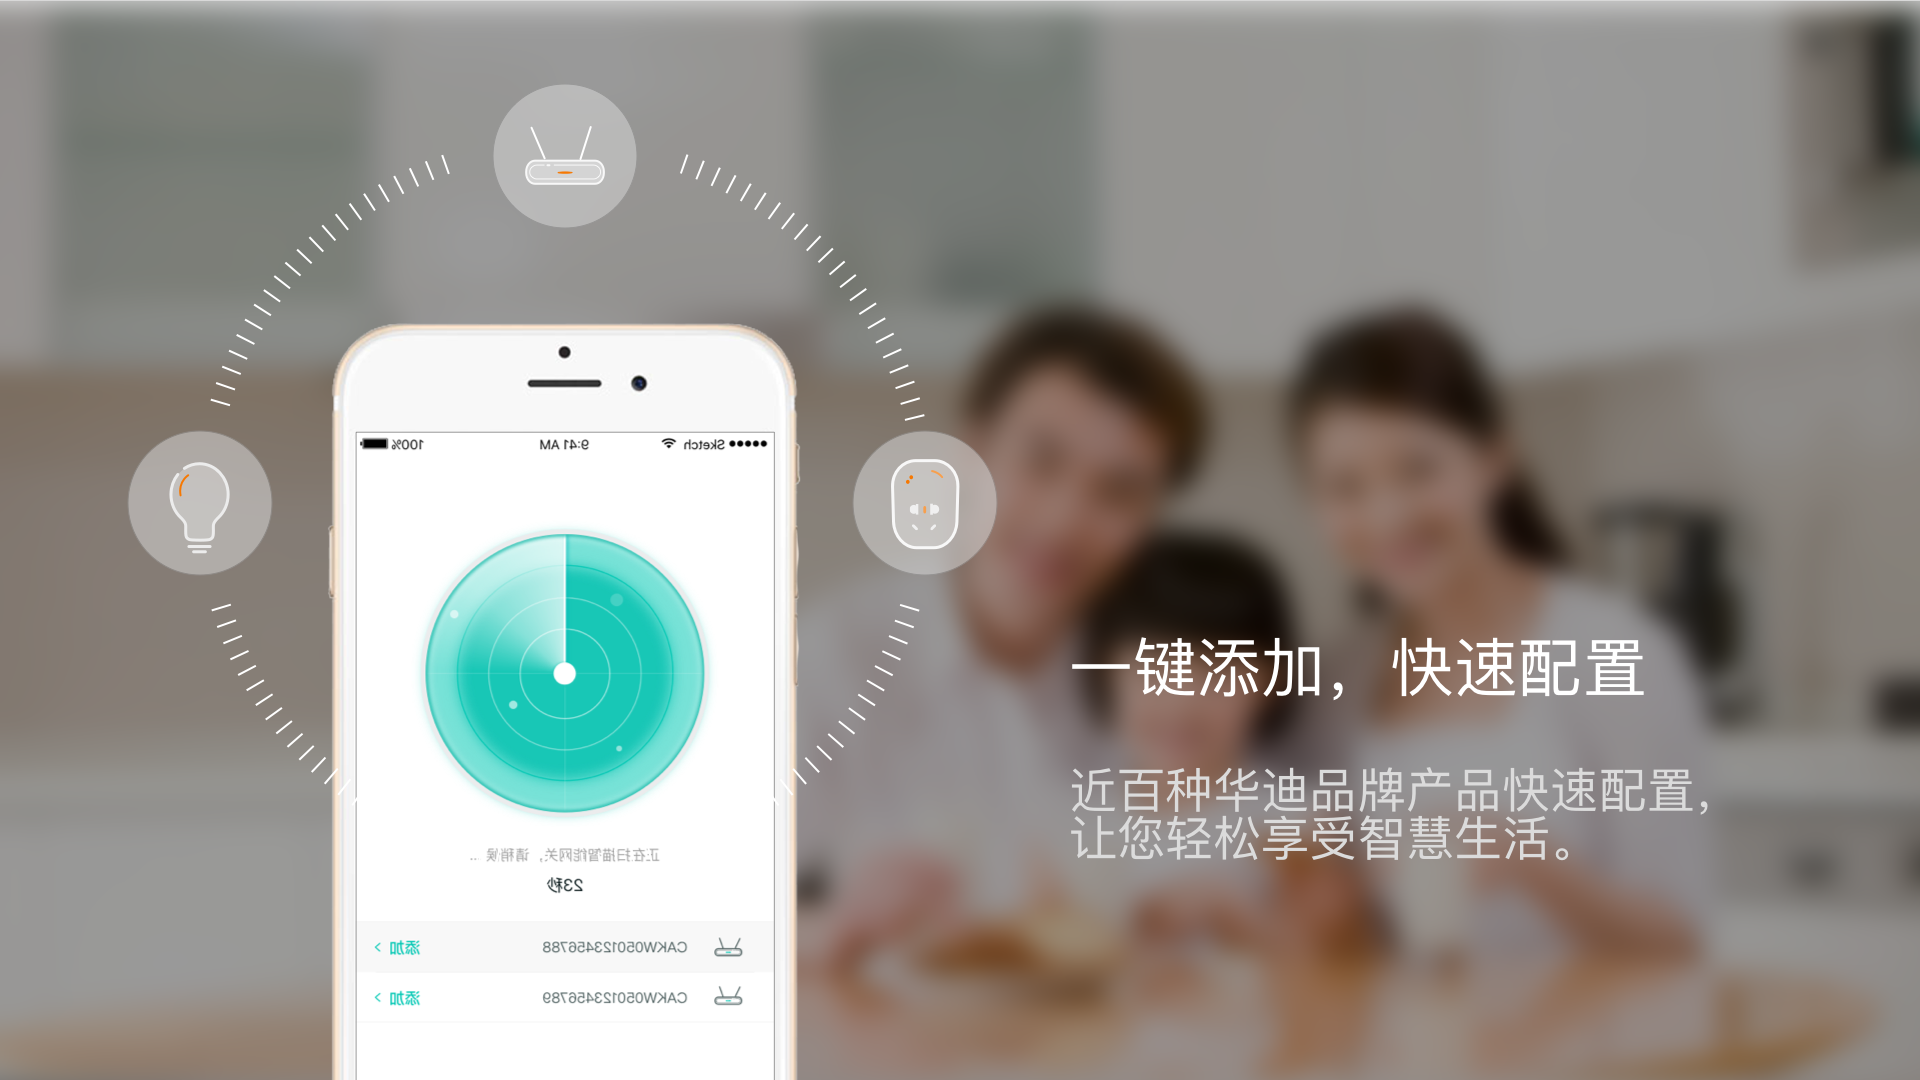 一键添加，快速配置
近百种华迪品牌产品快速配置，
让您轻松享受智慧生活。
●●●●● Sketch 9:41 AM 100%
正在扫描智能网关，请稍候 ...
23秒
CAKW050123456788 添加 >
CAKW050123456789 添加 >